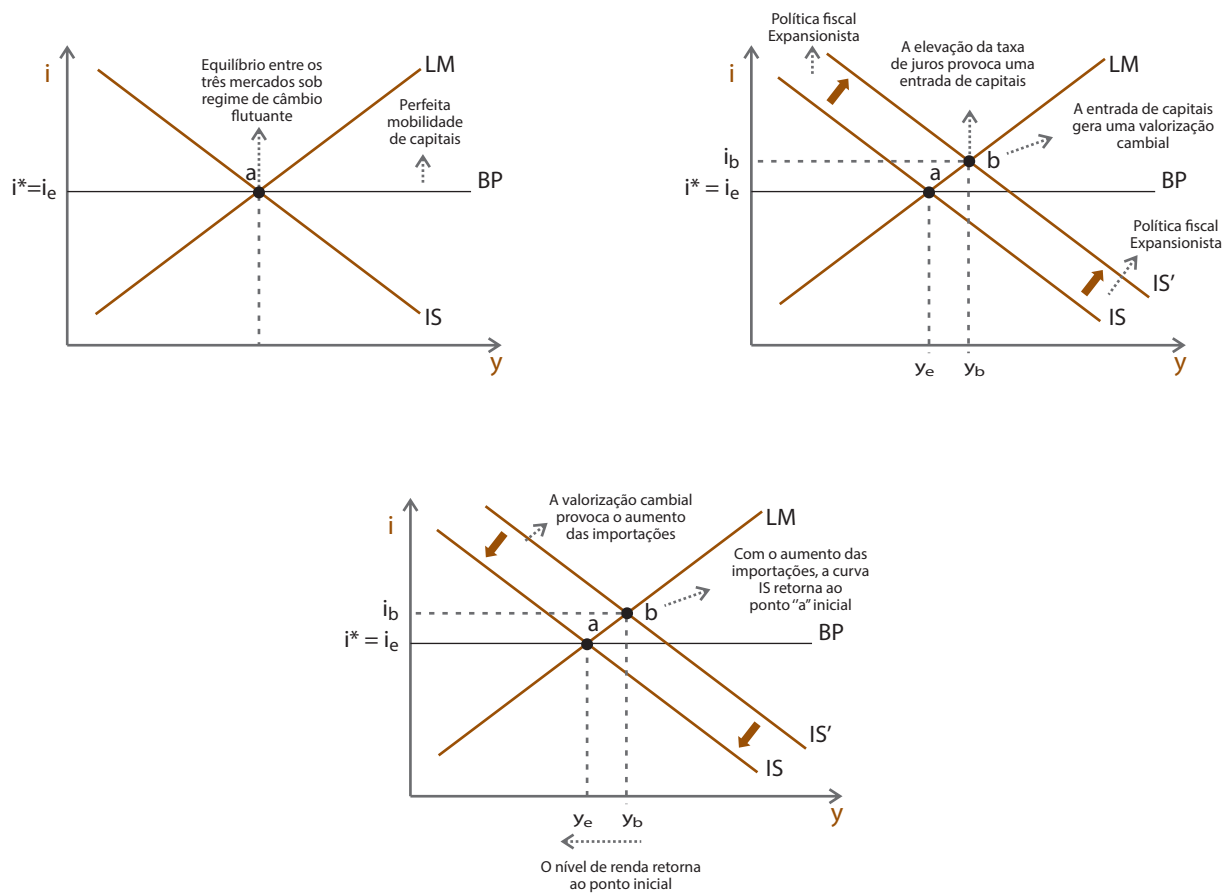 i
Equilíbrio entre os
três mercados sob
regime de câmbio
flutuante
LM
Perfeita
mobilidade
de capitais
a
i*=iₑ
BP
IS
y
Política fiscal
Expansionista
i
A elevação da taxa
de juros provoca uma
entrada de capitais
LM
A entrada de capitais
gera uma valorização
cambial
i_b
b
a
i* = iₑ
BP
Política fiscal
Expansionista
IS'
IS
yₑ
y_b
y
i
A valorização cambial
provoca o aumento
das importações
LM
Com o aumento das
importações, a curva
IS retorna ao
ponto "a" inicial
i_b
b
a
i* = iₑ
BP
IS'
IS
yₑ
y_b
y
O nível de renda retorna
ao ponto inicial